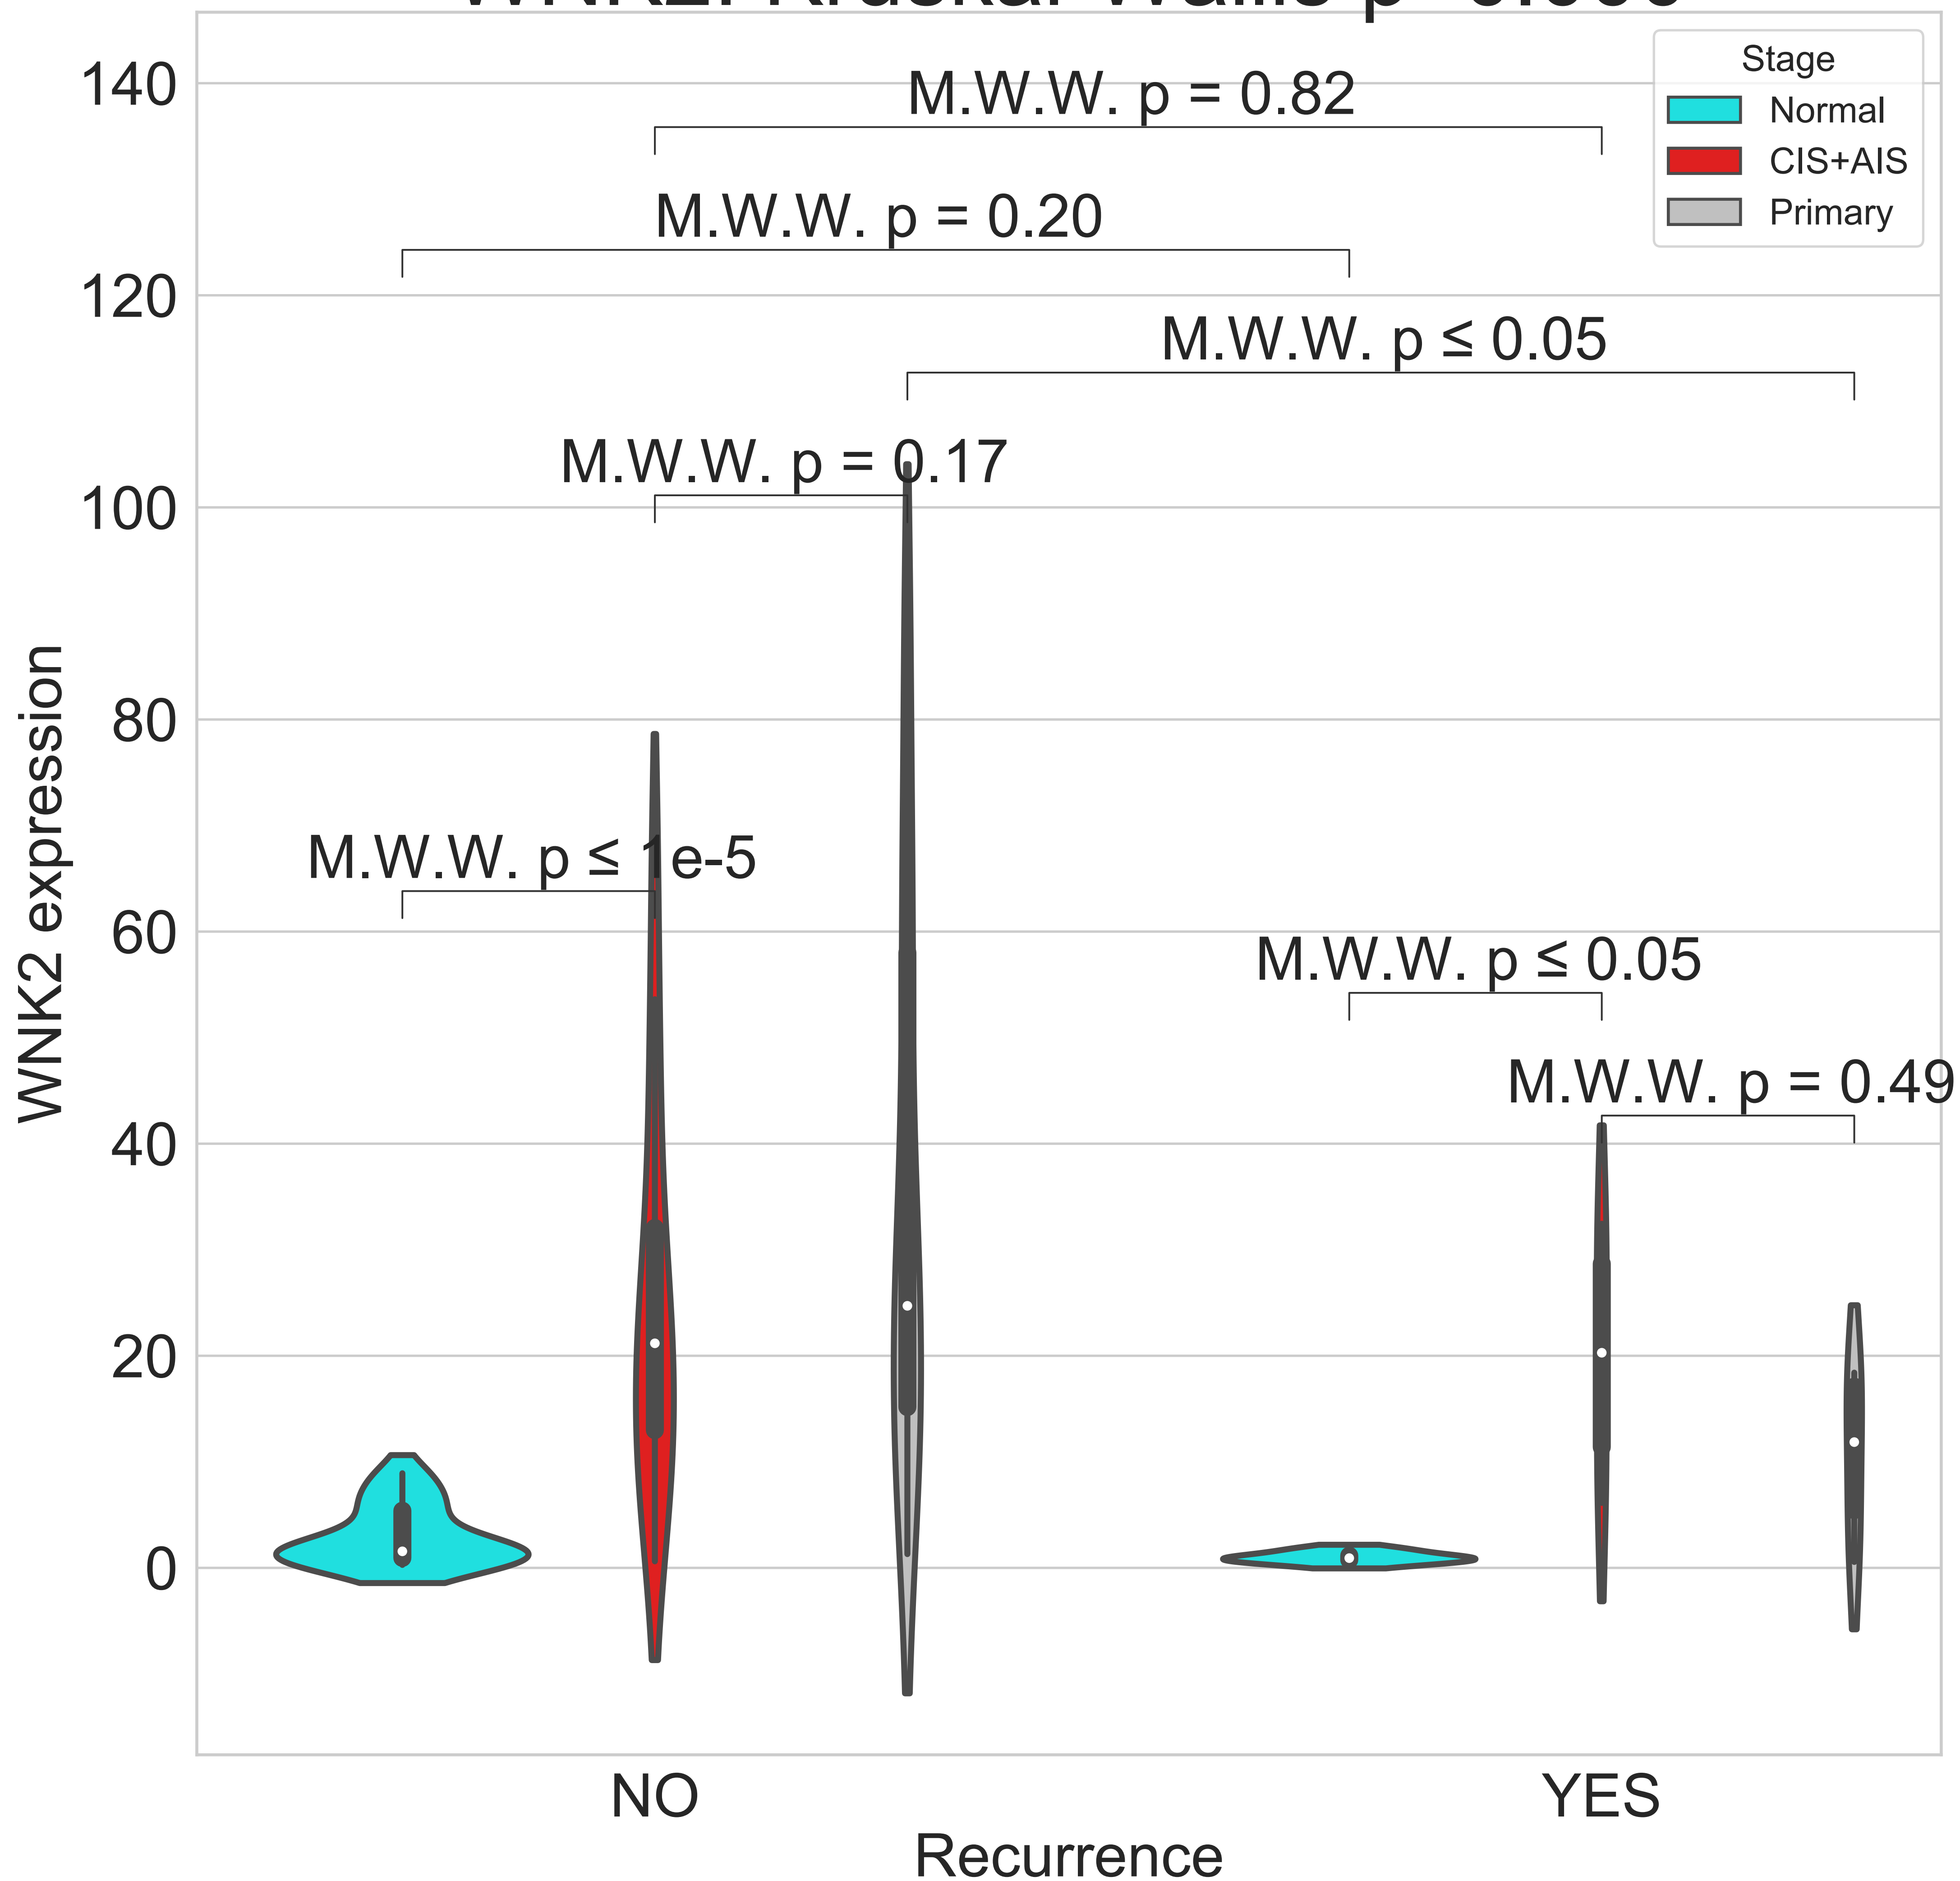 Stage
Normal
CIS+AIS
Primary
M.W.W. p = 0.82
M.W.W. p = 0.20
M.W.W. p ≤ 0.05
M.W.W. p = 0.17
M.W.W. p ≤ 1e-5
M.W.W. p ≤ 0.05
M.W.W. p = 0.49
140
120
100
80
60
40
20
0
WNK2 expression
NO
YES
Recurrence